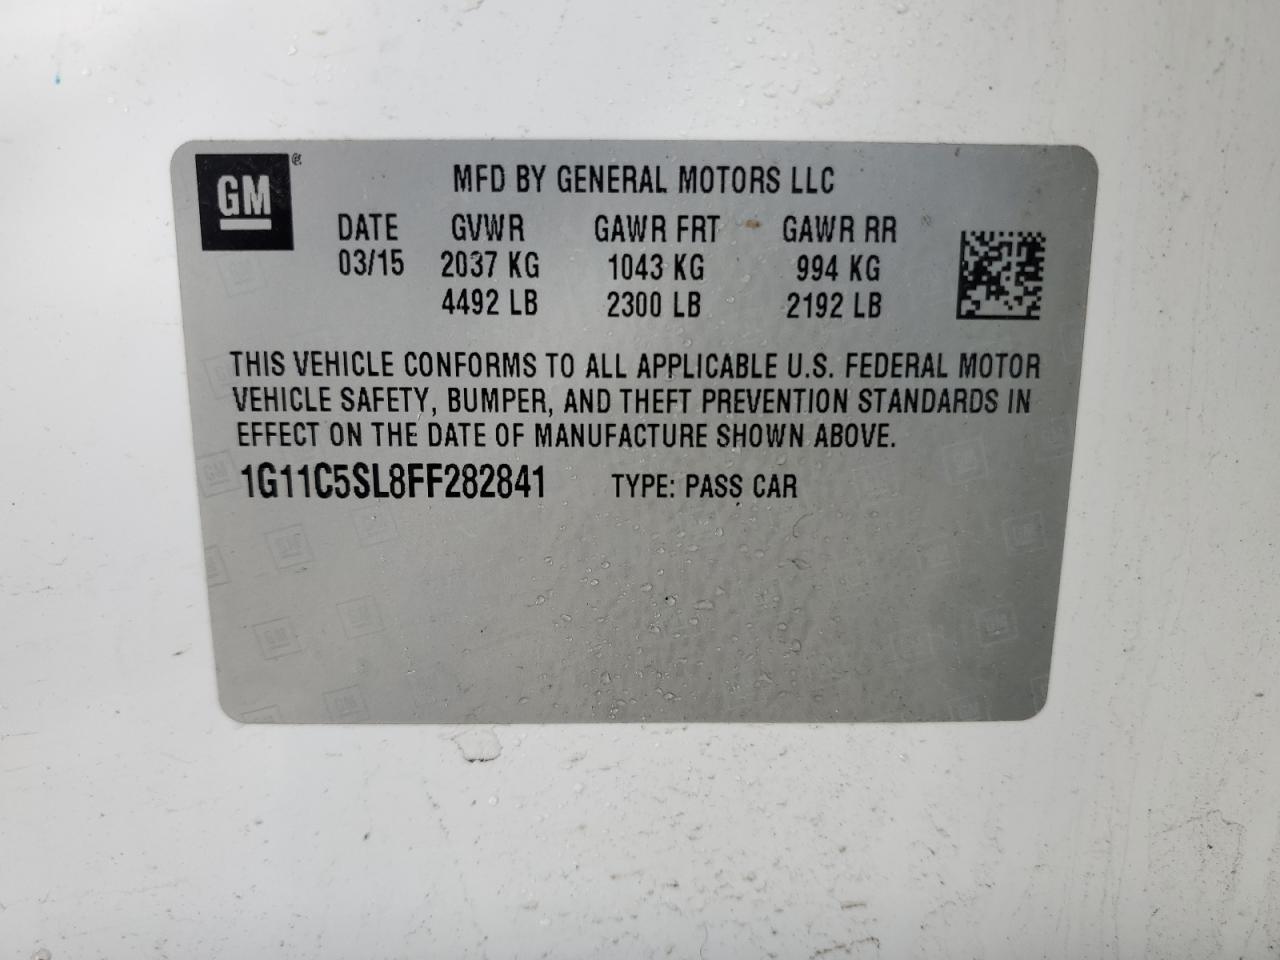 GM
MFD BY GENERAL MOTORS LLC
DATE GVWR GAWR FRT GAWR RR
03/15 2037 KG 1043 KG 994 KG
4492 LB 2300 LB 2192 LB
THIS VEHICLE CONFORMS TO ALL APPLICABLE U.S. FEDERAL MOTOR
VEHICLE SAFETY, BUMPER, AND THEFT PREVENTION STANDARDS IN
EFFECT ON THE DATE OF MANUFACTURE SHOWN ABOVE.
1G11C5SL8FF282841 TYPE: PASS CAR